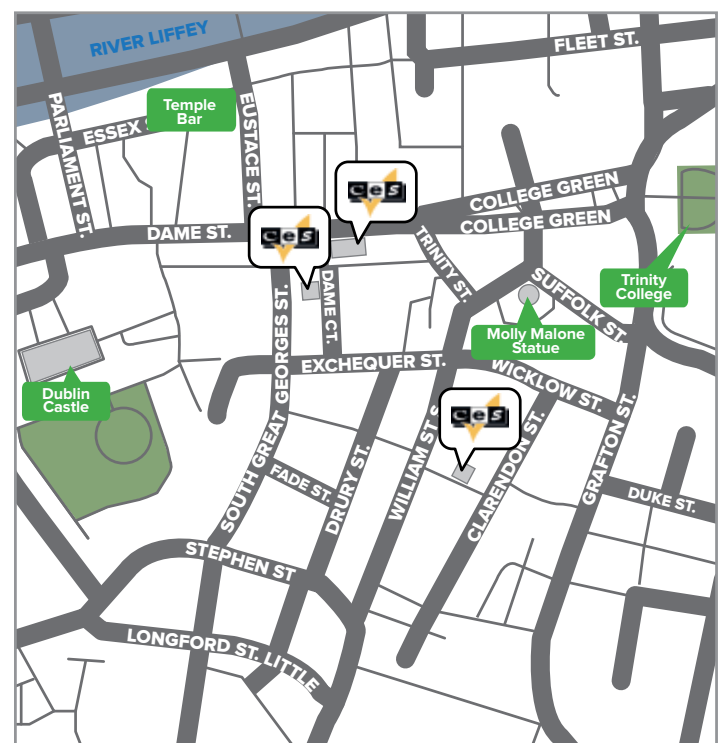 RIVER LIFFEY
FLEET ST.
PARLIAMENT ST.
ESSEX
Temple
Bar
EUSTACE ST.
ces
COLLEGE GREEN
COLLEGE GREEN
DAME ST.
ces
TRINITY ST.
DAME CT.
SUFFOLK ST.
Trinity
College
Molly Malone
Statue
EXCHEQUER ST.
WICKLOW ST.
Dublin
Castle
SOUTH GREAT GEORGES ST.
ces
FADE ST.
DRURY ST.
WILLIAM ST S
CLARENDON ST.
GRAFTON ST.
DUKE ST.
STEPHEN ST
LONGFORD ST. LITTLE